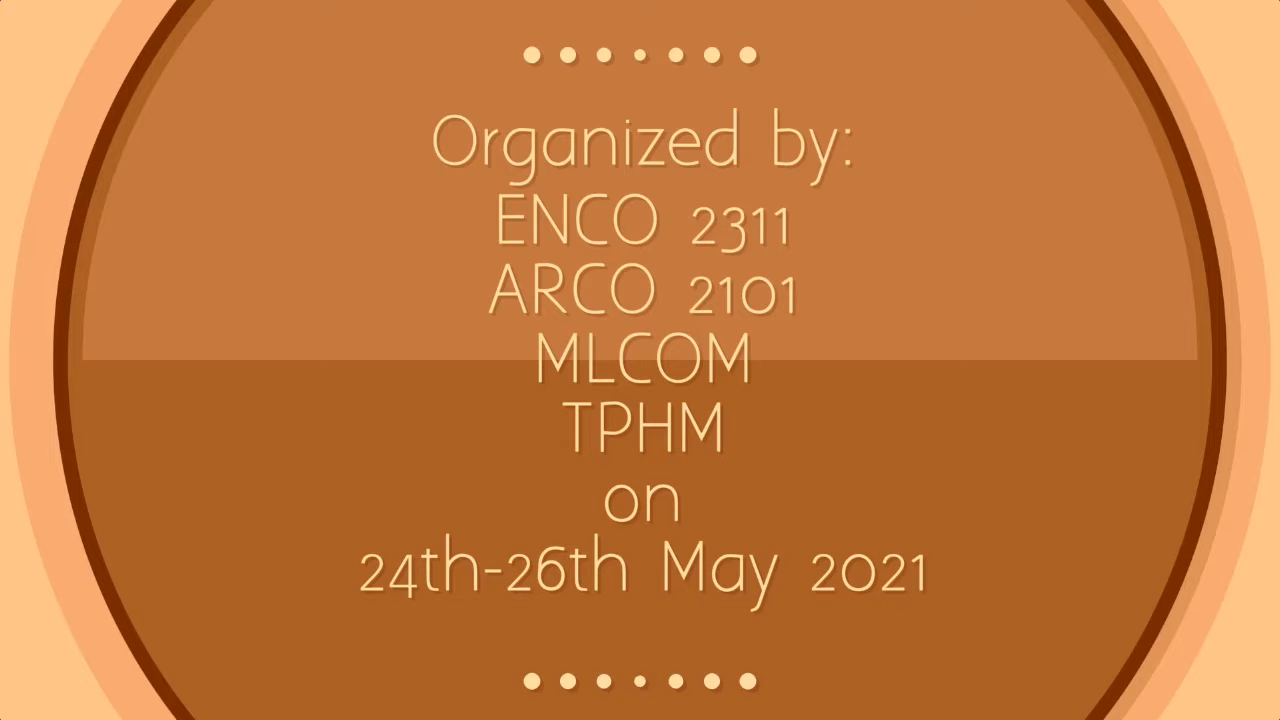 Organized by:
ENCO 2311
ARCO 2101
MLCOM
TPHM
on
24th-26th May 2021